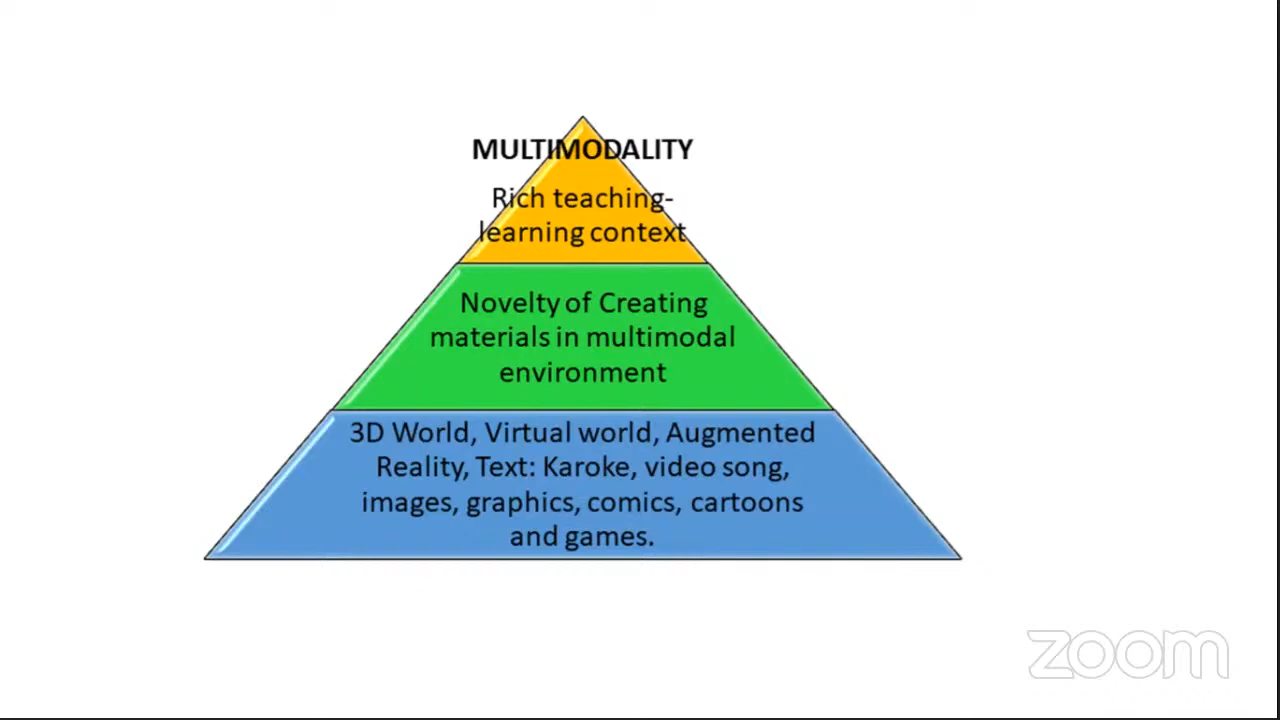 MULTIMODALITY
Rich teaching-
learning context
Novelty of Creating
materials in multimodal
environment
3D World, Virtual world, Augmented
Reality, Text: Karoke, video song,
images, graphics, comics, cartoons
and games.
zoom